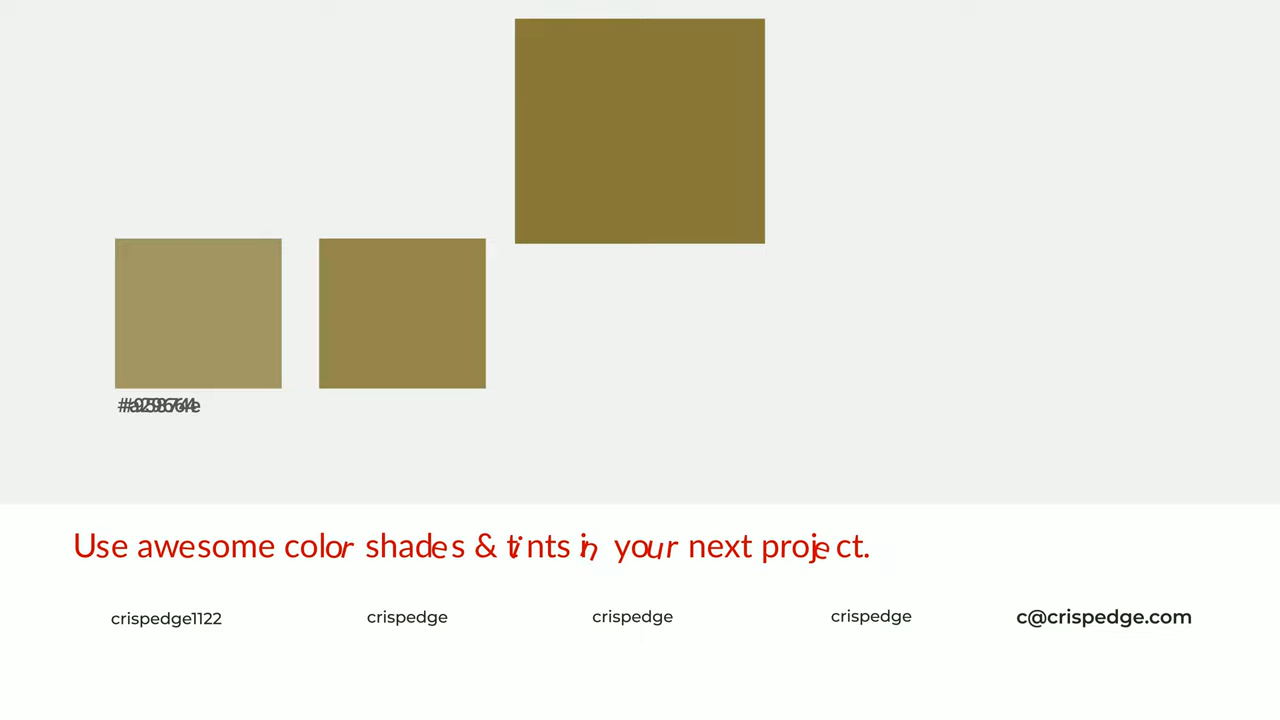 Use awesome color shades & tints in your next project.
crispedge1122 crispedge crispedge crispedge c@crispedge.com